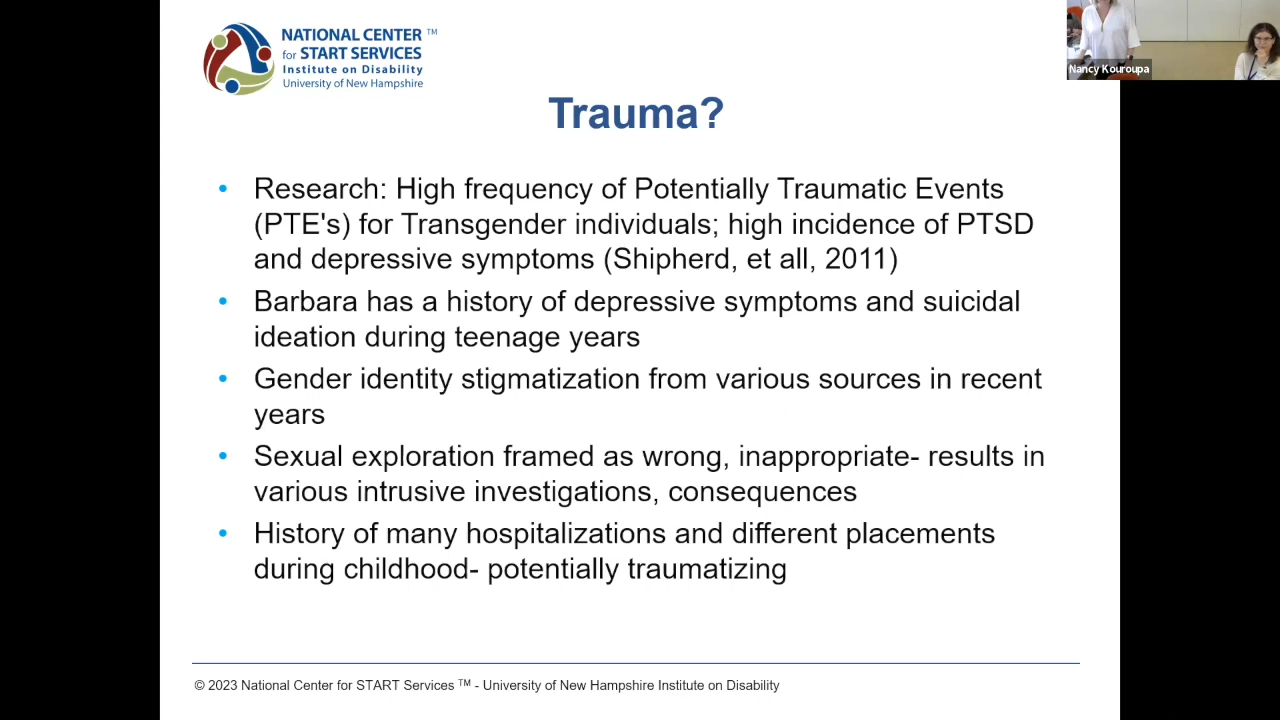 NATIONAL CENTER TM
for START SERVICES
Institute on Disability
University of New Hampshire
Nancy Kouroupa
Trauma?
• Research: High frequency of Potentially Traumatic Events
(PTE's) for Transgender individuals; high incidence of PTSD
and depressive symptoms (Shipherd, et all, 2011)
• Barbara has a history of depressive symptoms and suicidal
ideation during teenage years
• Gender identity stigmatization from various sources in recent
years
• Sexual exploration framed as wrong, inappropriate- results in
various intrusive investigations, consequences
• History of many hospitalizations and different placements
during childhood- potentially traumatizing
© 2023 National Center for START Services TM - University of New Hampshire Institute on Disability